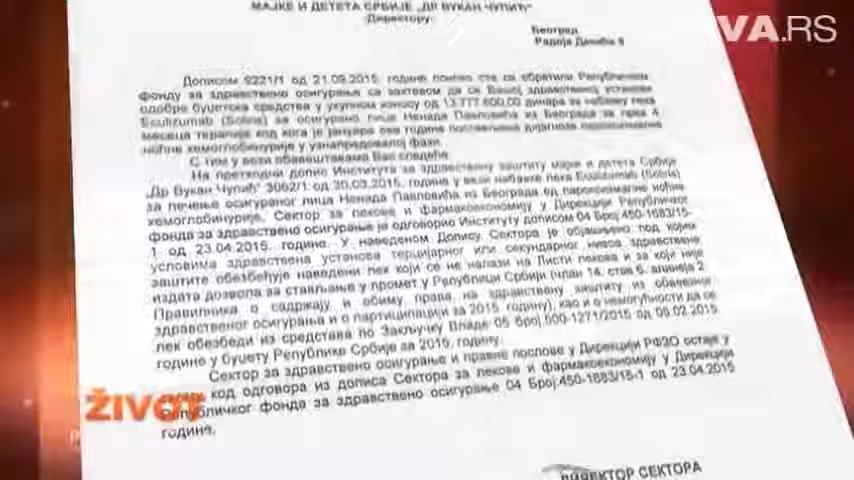 МАЈКЕ И ДЕТЕТА СРБИЈЕ „ДР ВУКАН ЧУПИЋ“
-Директору-
VA.RS
Београд
Радоја Дакића 8
Дописом 9221/1 од 21.09.2015. године поново сте се обратили Републичком
фонду за здравствено осигурање са захтевом да се Вашој здравственој установи
одобре буџетска средства у укупном износу од 13.777.600,00 динара за набавку лека
Eculizumab (Soliris) за осигурано лице Ненада Павловића из Београда за прва 4
месеца терапије код кога је јануара ове године постављена дијагноза пароксизмалне
ноћне хемоглобинурије у узнапредовалој фази.
С тим у вези обавештавамо Вас следеће.
На претходни допис Института за здравствену заштиту мајки и детета Србије
„Др Вукан Чупић“ 3062/1 од 30.03.2015. године у вези набавке лека Eculizumab (Soliris)
за лечење осигураног лица Ненада Павловића из Београда од пароксизмалне ноћне
хемоглобинурије, Сектор за лекове и фармакоекономију у Дирекцији Републичког
фонда за здравствено осигурање је одговорио Институту дописом 04 Број 450-1683/15-
1 од 23.04.2015. године. У наведеном Допису Сектора је објашњено под којим
условима здравствена установа терцијарног или секундарног нивоа здравствене
заштите обезбеђује наведени лек који се не налази на Листи лекова и за који није
издата дозвола за стављање у промет у Републици Србији (члан 14. став 6. алинеја 2
Правилника о садржају и обиму права на здравствену заштиту из обавезног
здравственог осигурања и о партиципацији за 2015. годину), као и о немогућности да се
лек обезбеди из средстава по Закључку Владе 05 број 500-1271/2015 од 06.02.2015.
године у буџету Републике Србије за 2015. годину.
Сектор за здравствено осигурање и правне послове у Дирекцији РФЗО остаје у
код одговора из дописа Сектора за лекове и фармакоекономију у Дирекцији
ŽIVOT
Републичког фонда за здравствено осигурање 04 Број:450-1683/15-1 од 23.04.2015
године.
ДИРЕКТОР СЕКТОРА